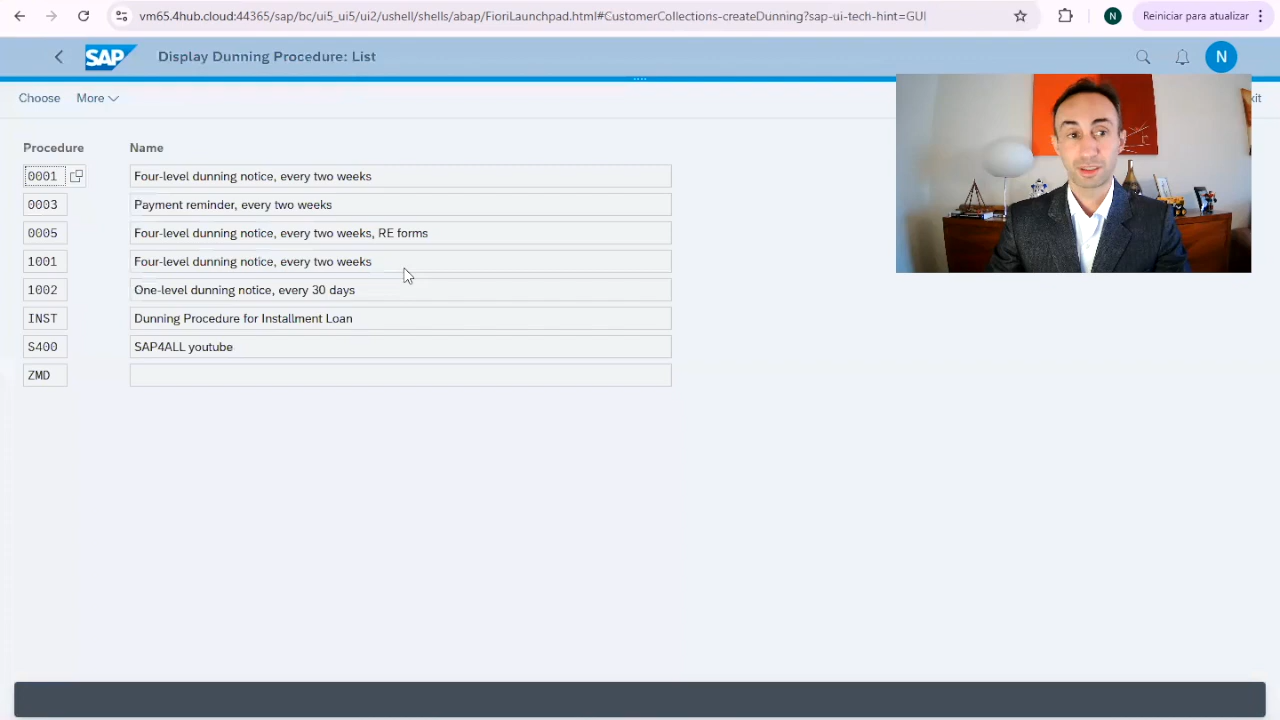 vm65.4hub.cloud:44365/sap/bc/ui5_ui5/ui2/ushell/shells/abap/FioriLaunchpad.html#CustomerCollections-createDunning?sap-ui-tech-hint=GUI N Reiniciar para atualizar
SAP Display Dunning Procedure: List N
Choose More xit
Procedure Name
0001 Four-level dunning notice, every two weeks
0003 Payment reminder, every two weeks
0005 Four-level dunning notice, every two weeks, RE forms
1001 Four-level dunning notice, every two weeks
1002 One-level dunning notice, every 30 days
INST Dunning Procedure for Installment Loan
S400 SAP4ALL youtube
ZMD